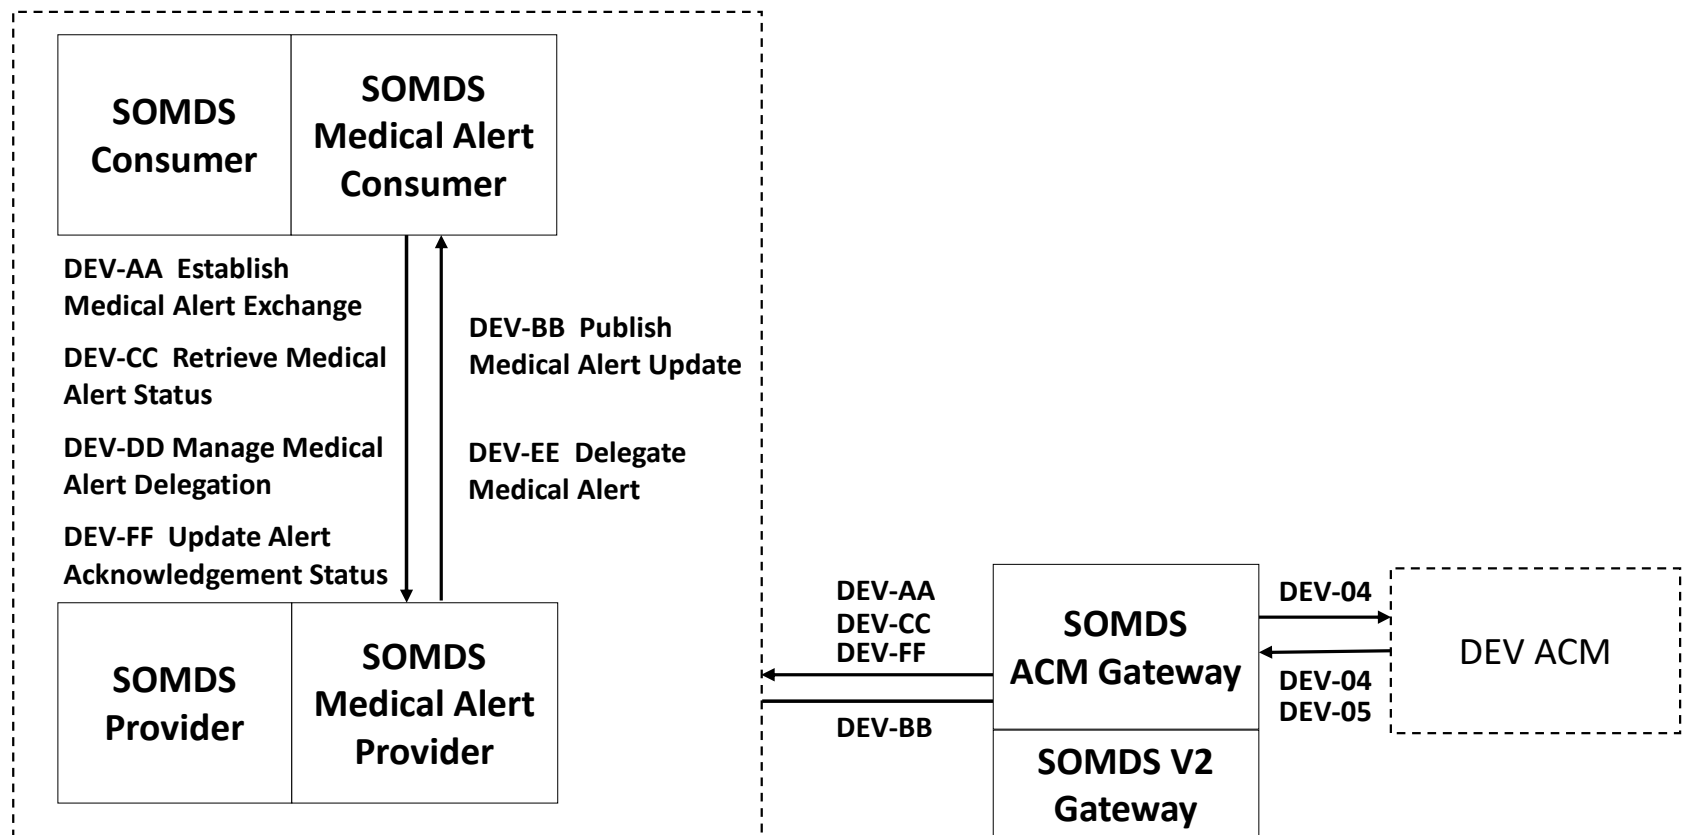 SOMDS
Consumer
SOMDS
Medical Alert
Consumer
DEV-AA  Establish
Medical Alert Exchange
DEV-CC  Retrieve Medical
Alert Status
DEV-DD Manage Medical
Alert Delegation
DEV-FF  Update Alert
Acknowledgement Status
DEV-BB  Publish
Medical Alert Update
DEV-EE  Delegate
Medical Alert
SOMDS
Provider
SOMDS
Medical Alert
Provider
DEV-AA
DEV-CC
DEV-FF
DEV-BB
SOMDS
ACM Gateway
SOMDS V2
Gateway
DEV-04
DEV-04
DEV-05
DEV ACM